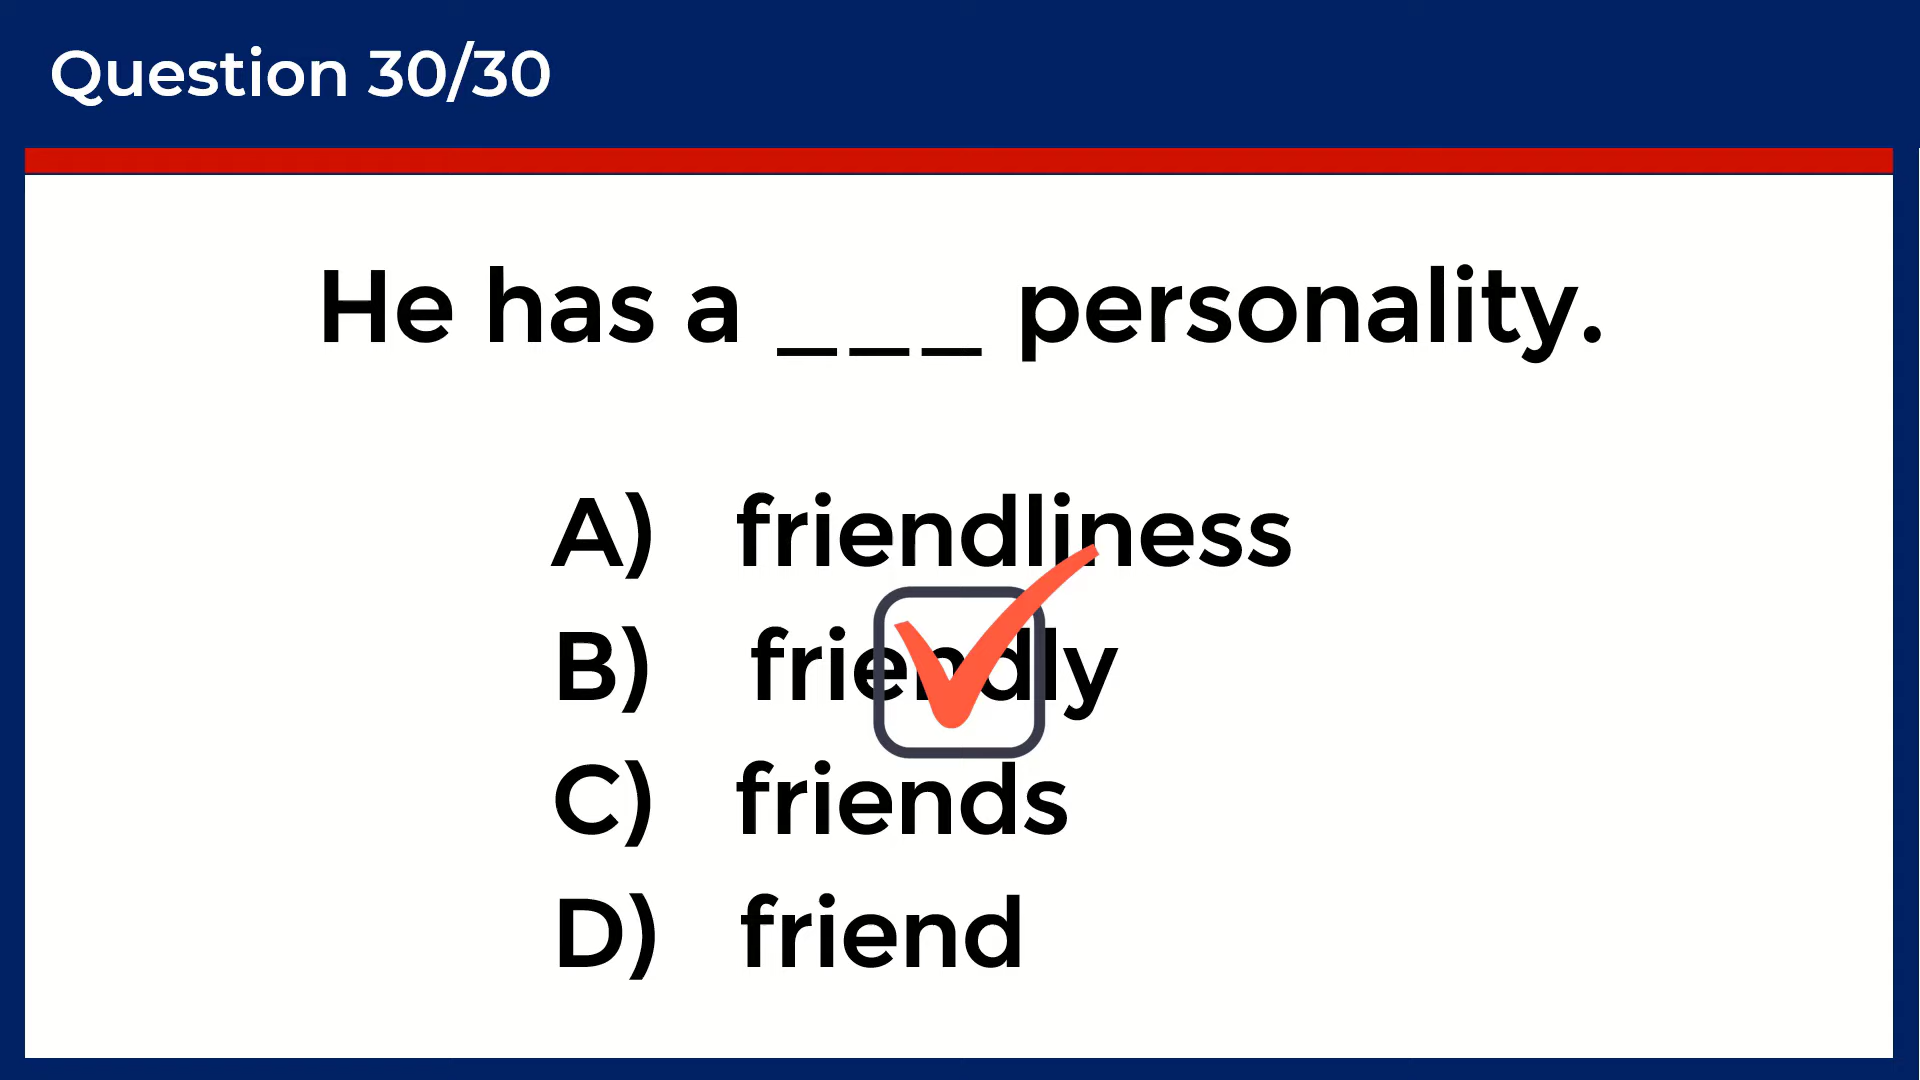 Question 30/30
He has a ___ personality.
A) friendliness
B) friendly
C) friends
D) friend